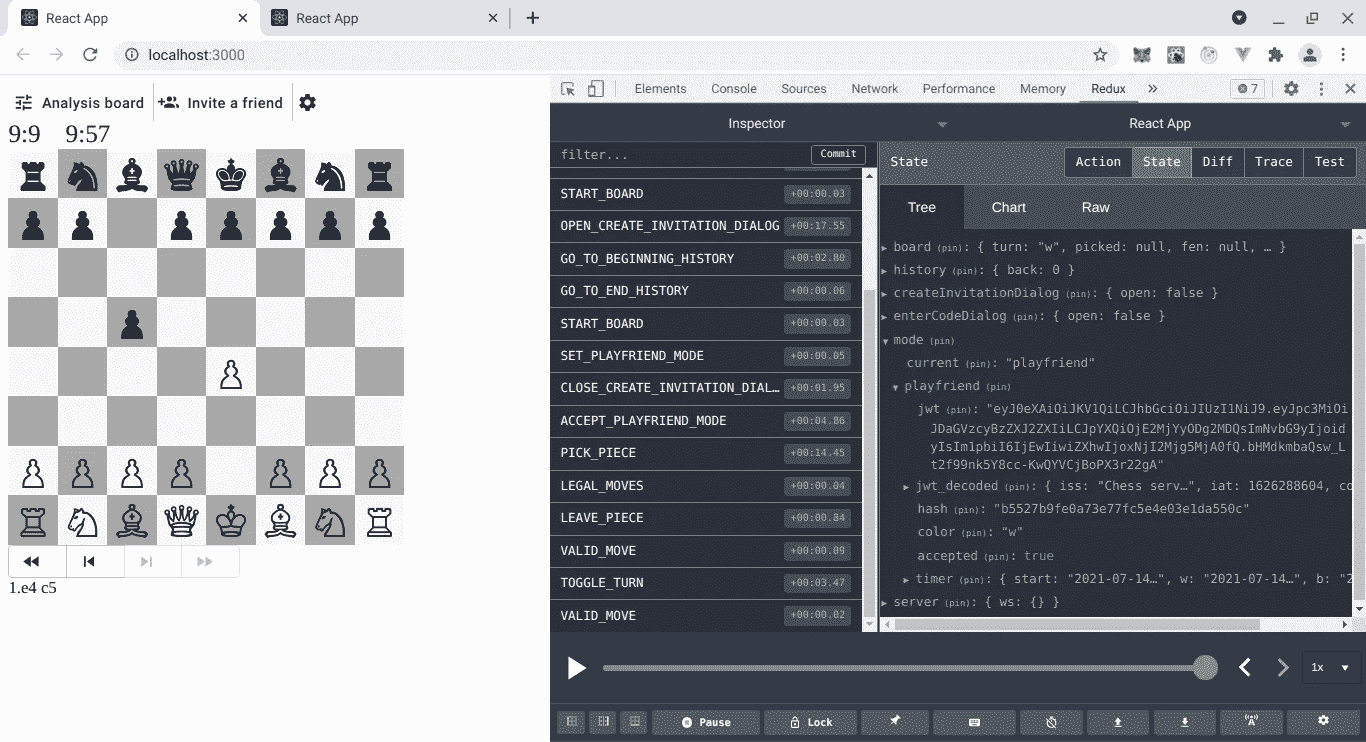 React App
React App
localhost:3000
Analysis board
Invite a friend
9:9 9:57
1.e4 c5
Elements Console Sources Network Performance Memory Redux 7
Inspector
React App
filter...
Commit
START_BOARD +00:00.03
OPEN_CREATE_INVITATION_DIALOG +00:17.55
GO_TO_BEGINNING_HISTORY +00:02.80
GO_TO_END_HISTORY +00:00.06
START_BOARD +00:00.03
SET_PLAYFRIEND_MODE +00:00.05
CLOSE_CREATE_INVITATION_DIAL… +00:01.95
ACCEPT_PLAYFRIEND_MODE +00:04.86
PICK_PIECE +00:14.45
LEGAL_MOVES +00:00.04
LEAVE_PIECE +00:00.84
VALID_MOVE +00:00.09
TOGGLE_TURN +00:03.47
VALID_MOVE +00:00.02
State
Action State Diff Trace Test
Tree Chart Raw
board (pin): { turn: "w", picked: null, fen: null, … }
history (pin): { back: 0 }
createInvitationDialog (pin): { open: false }
enterCodeDialog (pin): { open: false }
mode (pin)
current (pin): "playfriend"
playfriend (pin)
jwt (pin): "eyJ0eXAiOiJKV1QiLCJhbGciOiJIUzI1NiJ9.eyJpc3MiOi
JDaGVzcyBzZXJ2ZXIiLCJpYXQiOjE2MjYyODg2MDQsImNvbG9yIjoid
yIsIm1pbiI6IjEwIiwiZXhwIjoxNjI2Mjg5MjA0fQ.bHMdkmbaQsw_L
t2f99nk5Y8cc-KwQYVCjBoPX3r22gA"
jwt_decoded (pin): { iss: "Chess serv…", iat: 1626288604, co
hash (pin): "b5527b9fe0a73e77fc5e4e03e1da550c"
color (pin): "w"
accepted (pin): true
timer (pin): { start: "2021-07-14…", w: "2021-07-14…", b: "2
server (pin): { ws: {} }
1x
Pause
Lock